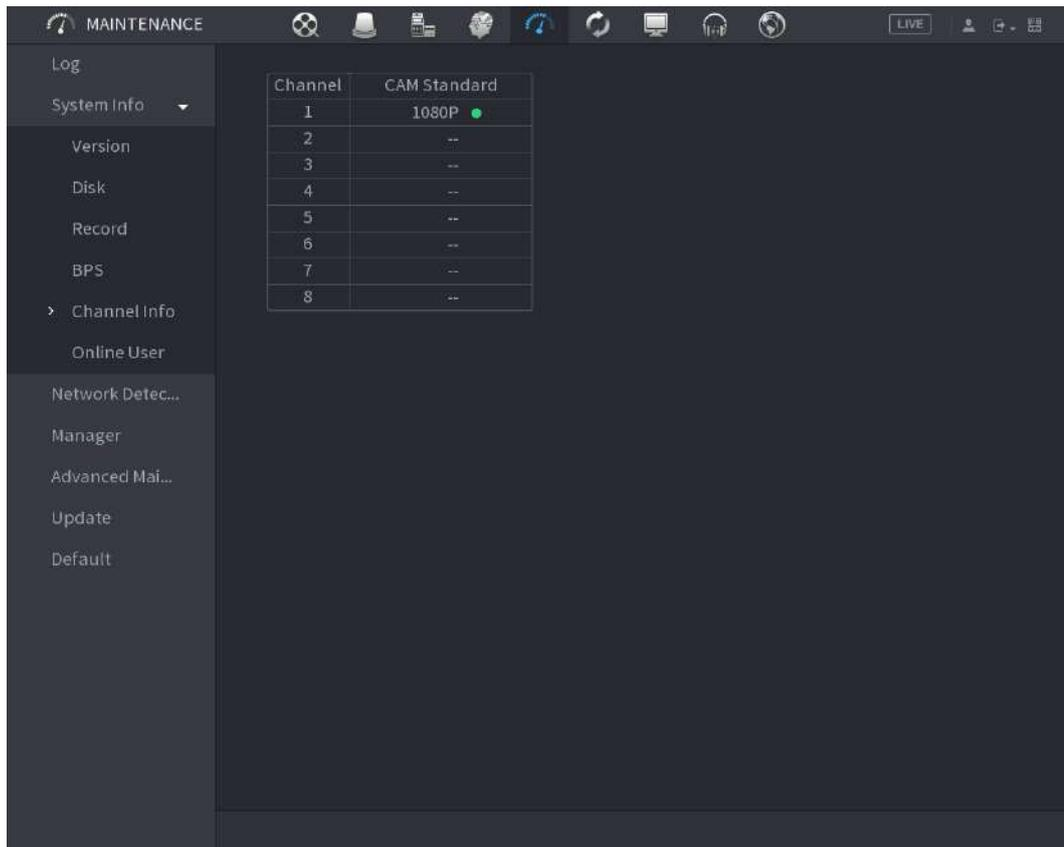 MAINTENANCE
LIVE
Log
System Info
Version
Disk
Record
BPS
Channel Info
Online User
Network Detec...
Manager
Advanced Mai...
Update
Default
Channel CAM Standard
1 1080P
2 --
3 --
4 --
5 --
6 --
7 --
8 --